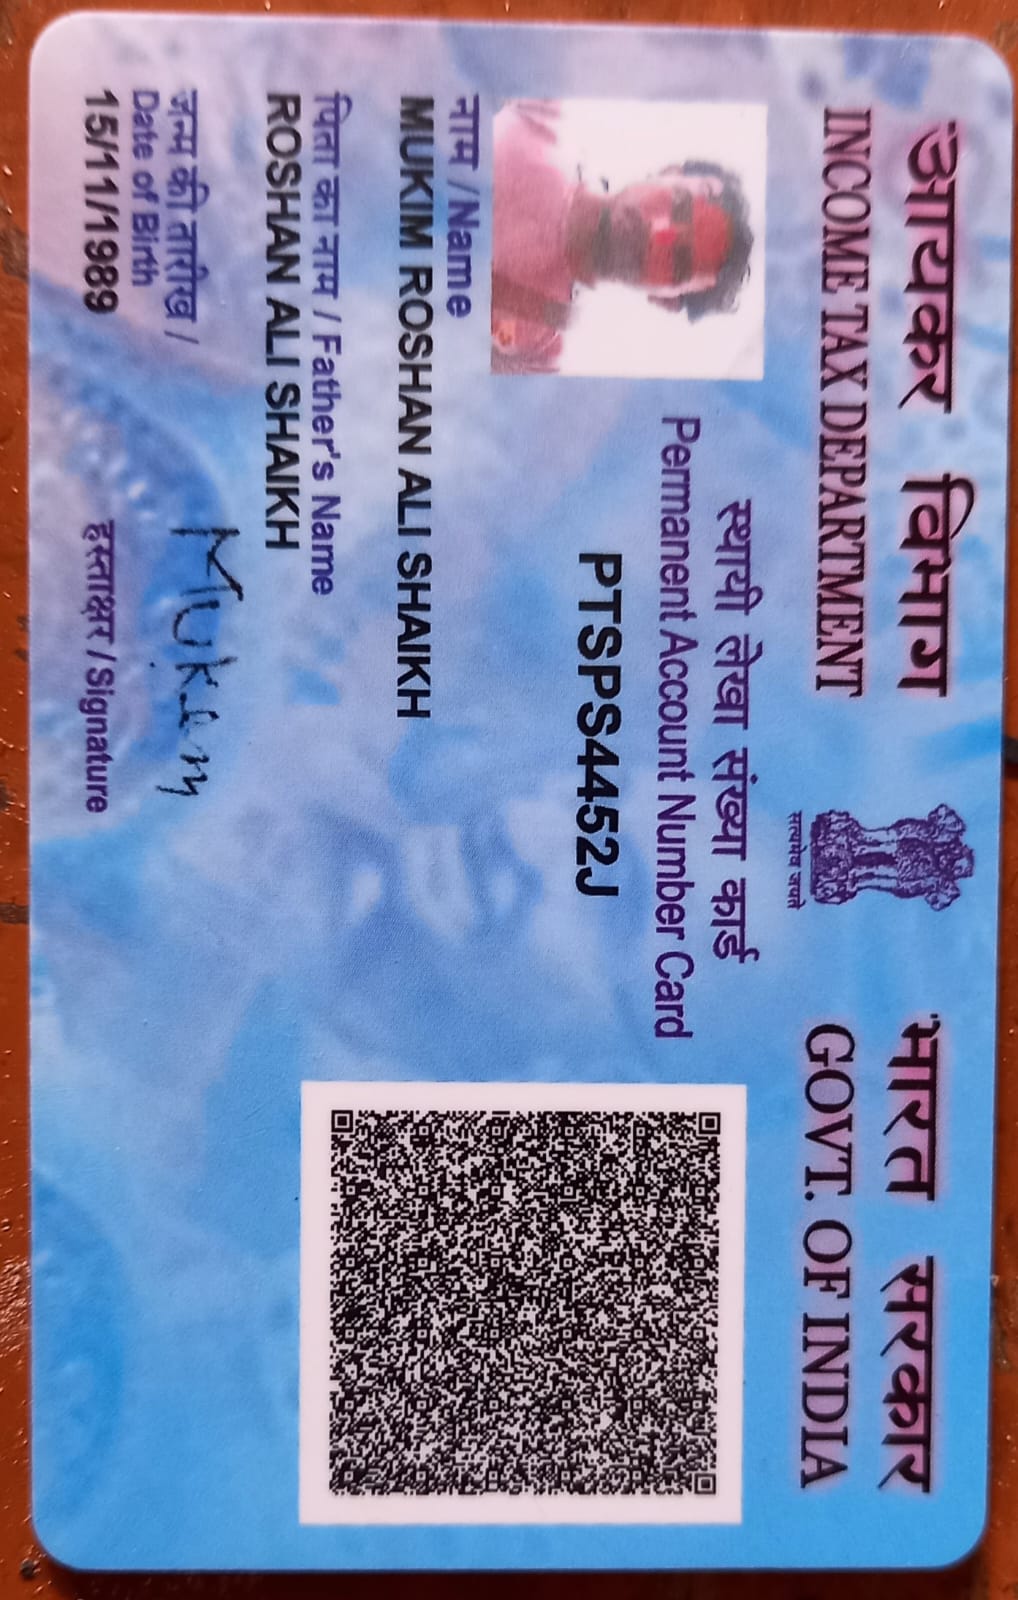 आयकर विभाग
INCOME TAX DEPARTMENT
सत्यमेव जयते
भारत सरकार
GOVT. OF INDIA
स्थायी लेखा संख्या कार्ड
Permanent Account Number Card
PTSPS4452J
नाम / Name
MUKIM ROSHAN ALI SHAIKH
पिता का नाम / Father's Name
ROSHAN ALI SHAIKH
जन्म की तारीख /
Date of Birth
15/11/1989
Mukim
हस्ताक्षर / Signature